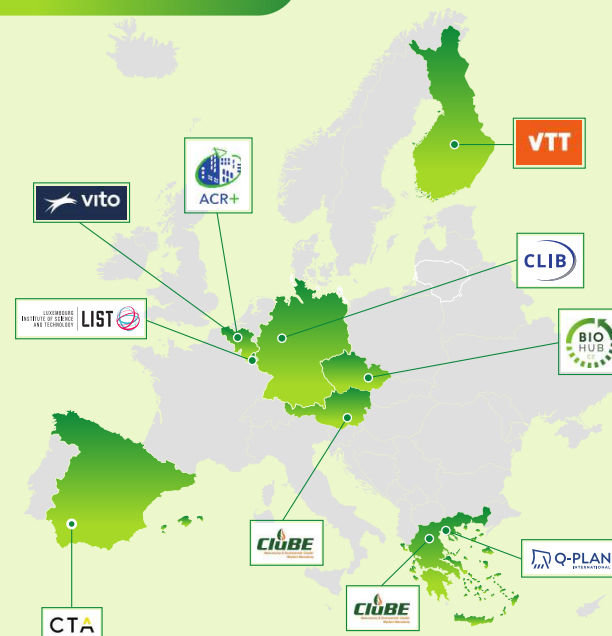 VTT
ACR+
vito
CLIB
LUXEMBOURG
INSTITUTE OF SCIENCE
AND TECHNOLOGY
LIST
BIO
HUB
CE
CluBE
Q-PLAN
INTERNATIONAL
CluBE
CTA